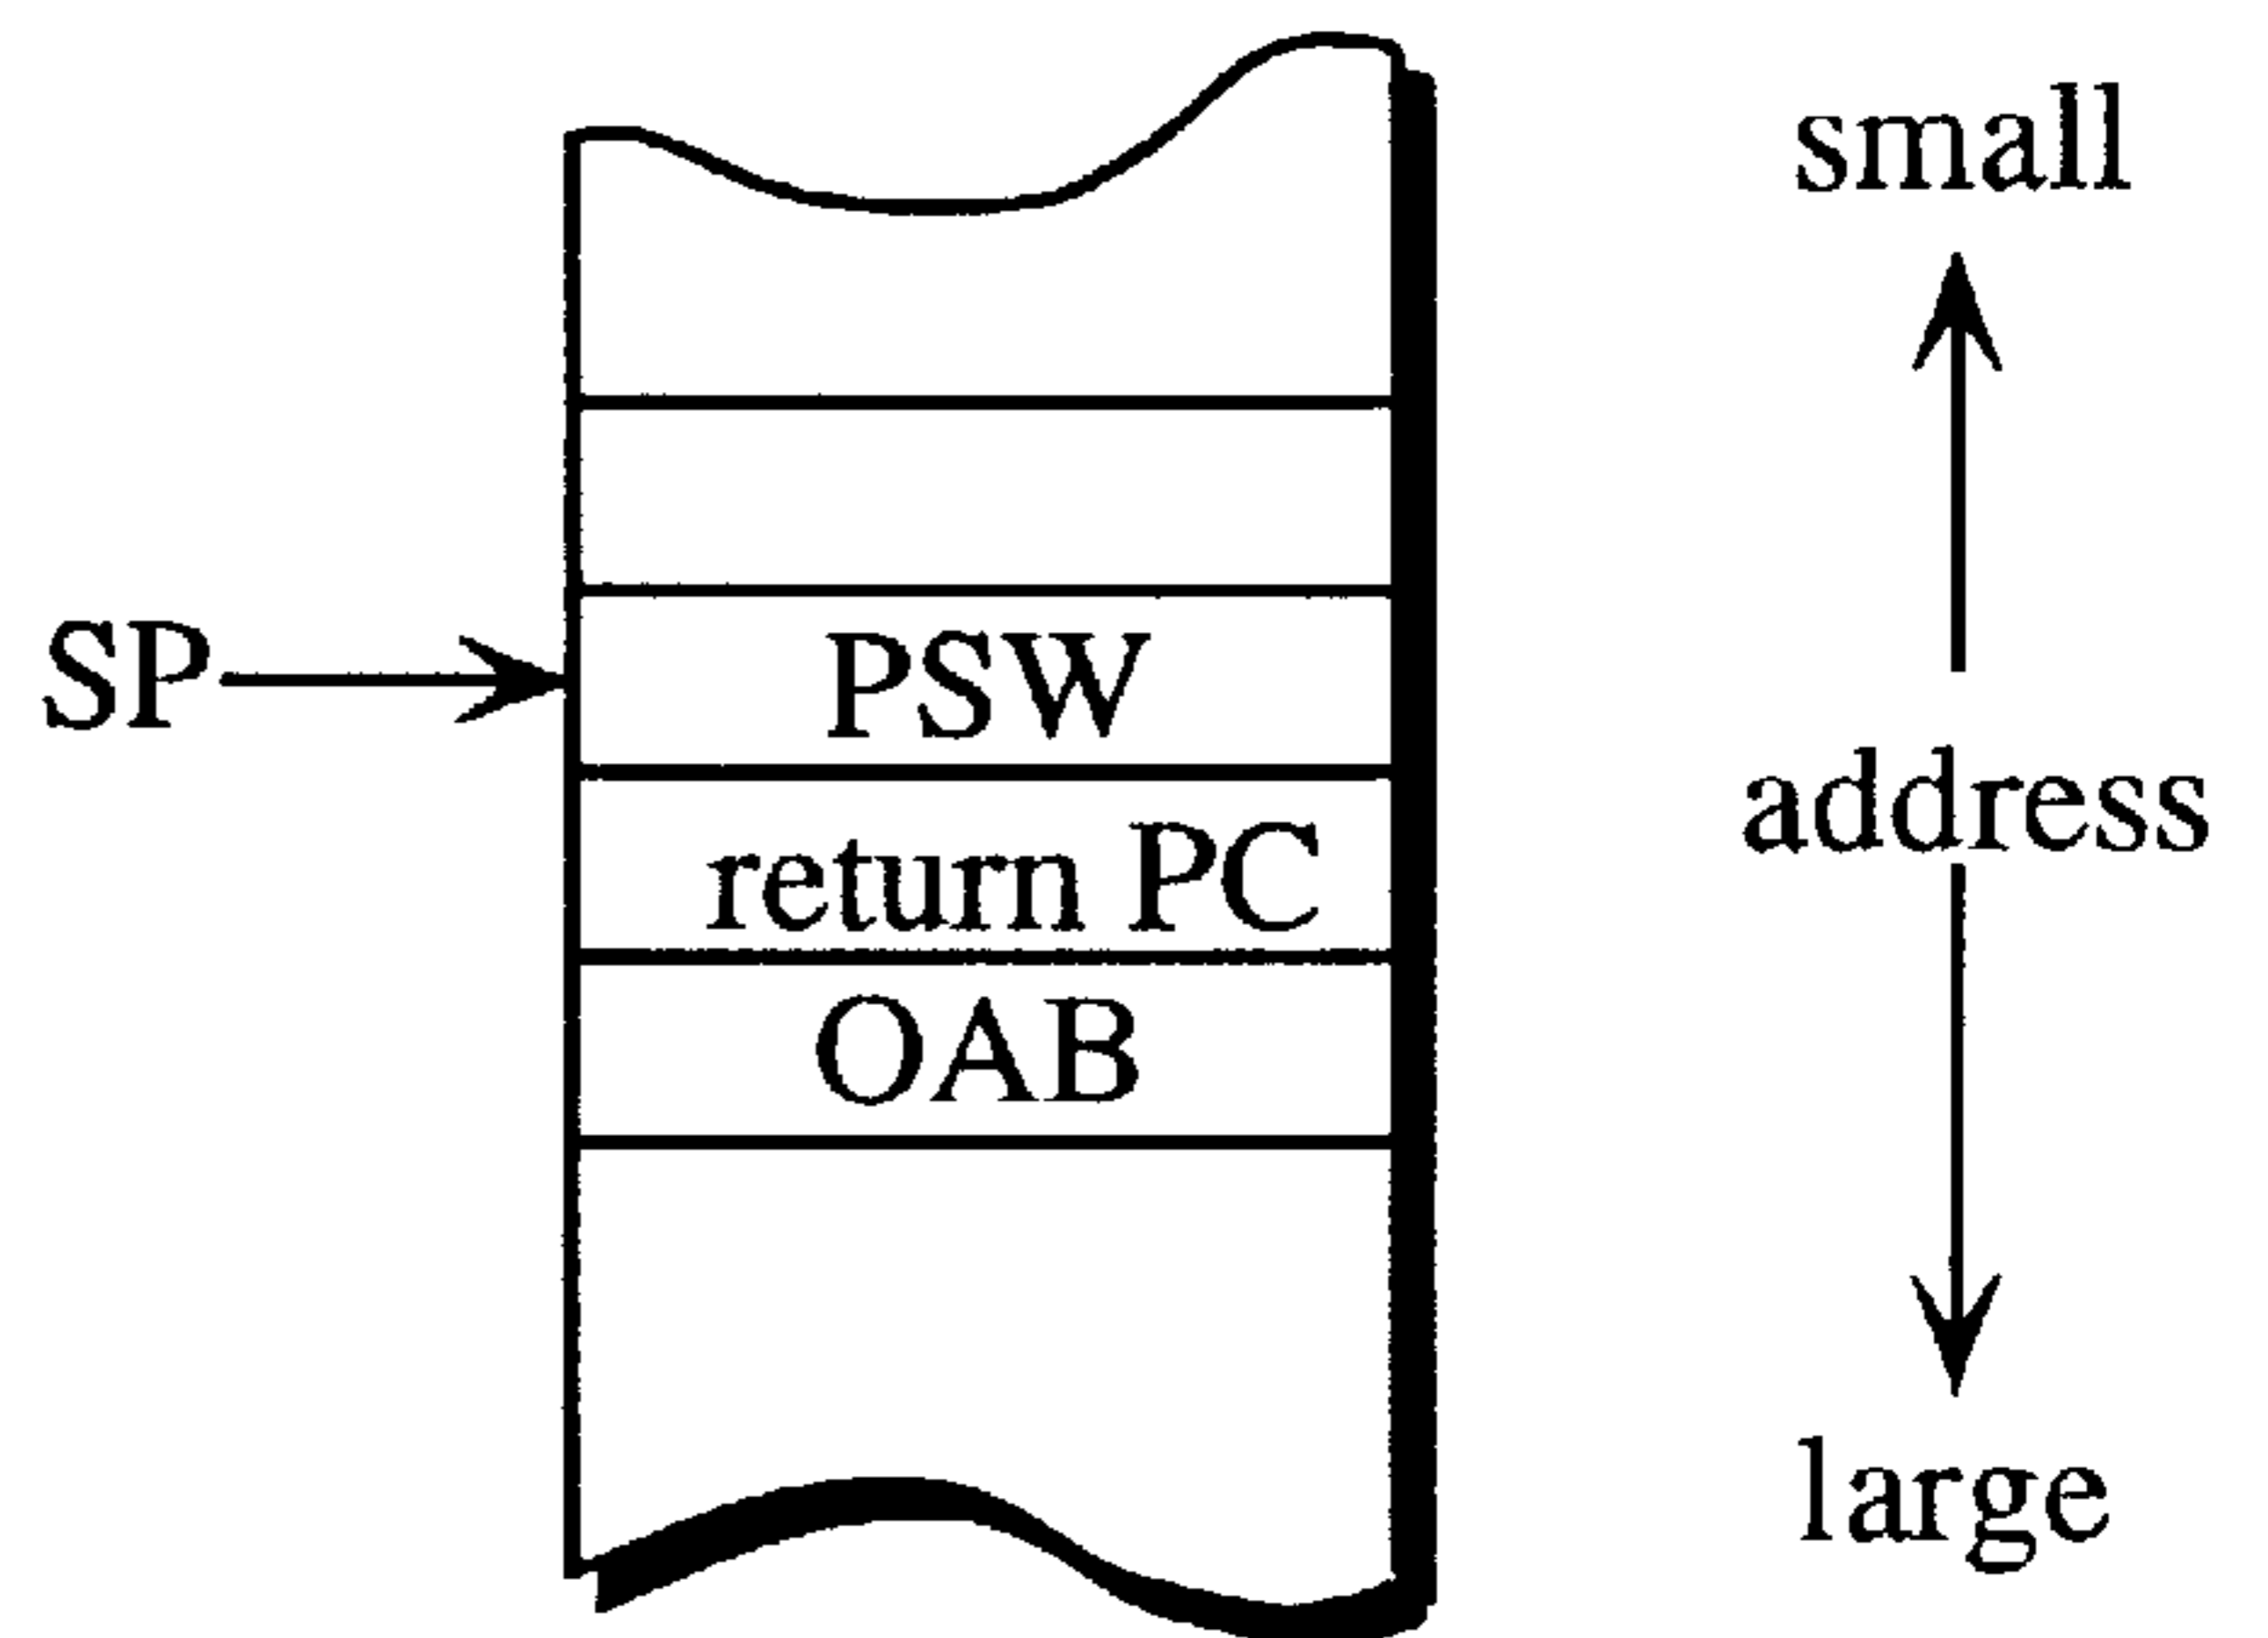 small
SP
PSW
address
return PC
OAB
large